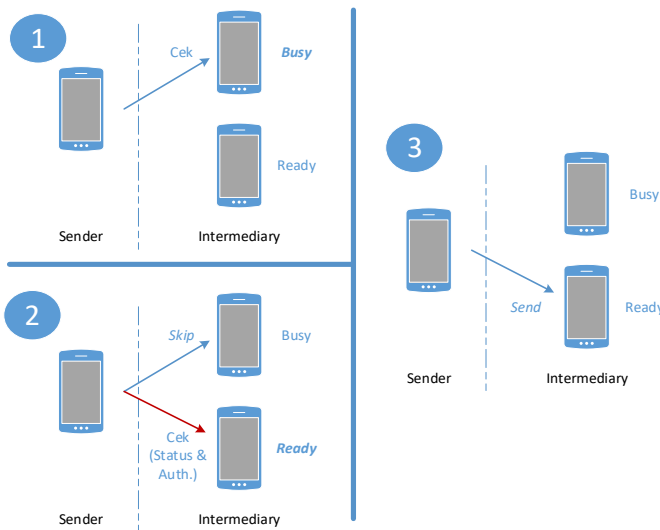 1
Cek
Busy
Ready
Sender
Intermediary
2
Skip
Busy
Cek
(Status &
Auth.)
Ready
Sender
Intermediary
3
Busy
Send
Ready
Sender
Intermediary